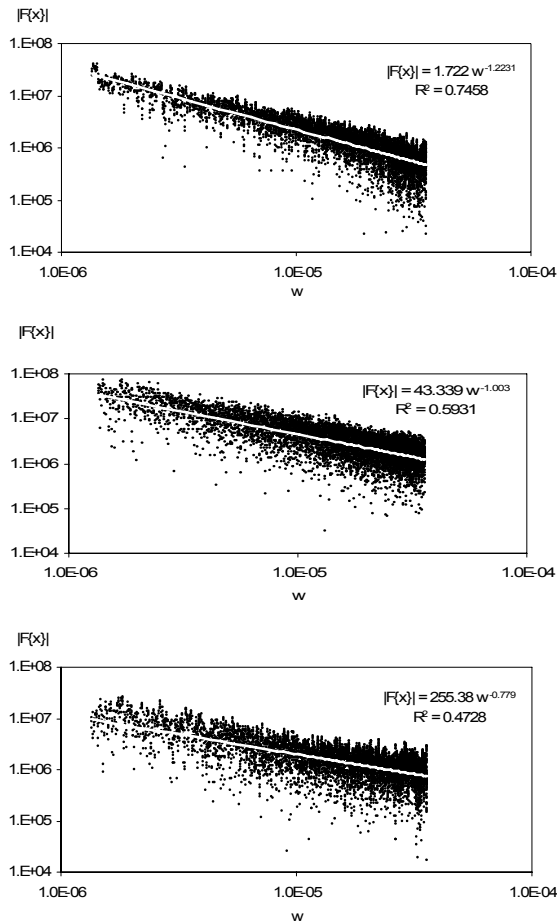 |F{x}|
1.E+08
1.E+07
1.E+06
1.E+05
1.E+04
|F{x}| = 1.722 w^-1.2231
R² = 0.7458
1.0E-06 1.0E-05 1.0E-04
w
|F{x}|
1.E+08
1.E+07
1.E+06
1.E+05
1.E+04
|F{x}| = 43.339 w^-1.003
R² = 0.5931
1.0E-06 1.0E-05 1.0E-04
w
|F{x}|
1.E+08
1.E+07
1.E+06
1.E+05
1.E+04
|F{x}| = 255.38 w^-0.779
R² = 0.4728
1.0E-06 1.0E-05 1.0E-04
w